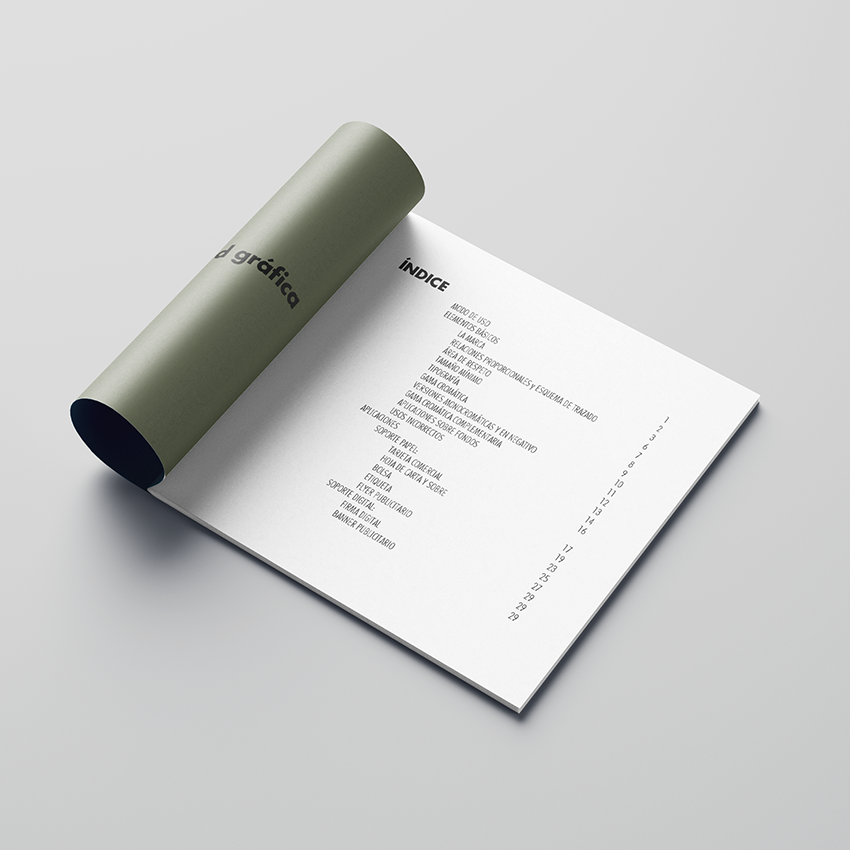 d gráfica
ÍNDICE
MODO DE USO
ELEMENTOS BÁSICOS
LA MARCA
RELACIONES PROPORCIONALES y ESQUEMA DE TRAZADO
ÁREA DE RESPETO
TAMAÑO MÍNIMO
TIPOGRAFÍA
GAMA CROMÁTICA
VERSIONES MONOCROMÁTICAS Y EN NEGATIVO
GAMA CROMÁTICA COMPLEMENTARIA
APLICACIONES SOBRE FONDOS
USOS INCORRECTOS
APLICACIONES
SOPORTE PAPEL:
TARJETA COMERCIAL
HOJA DE CARTA Y SOBRE
BOLSA
ETIQUETA
FLYER PUBLICITARIO
SOPORTE DIGITAL:
FIRMA DIGITAL
BANNER PUBLICITARIO
1
2
3
6
7
8
9
10
11
12
13
14
16
17
19
23
25
27
29
29
29